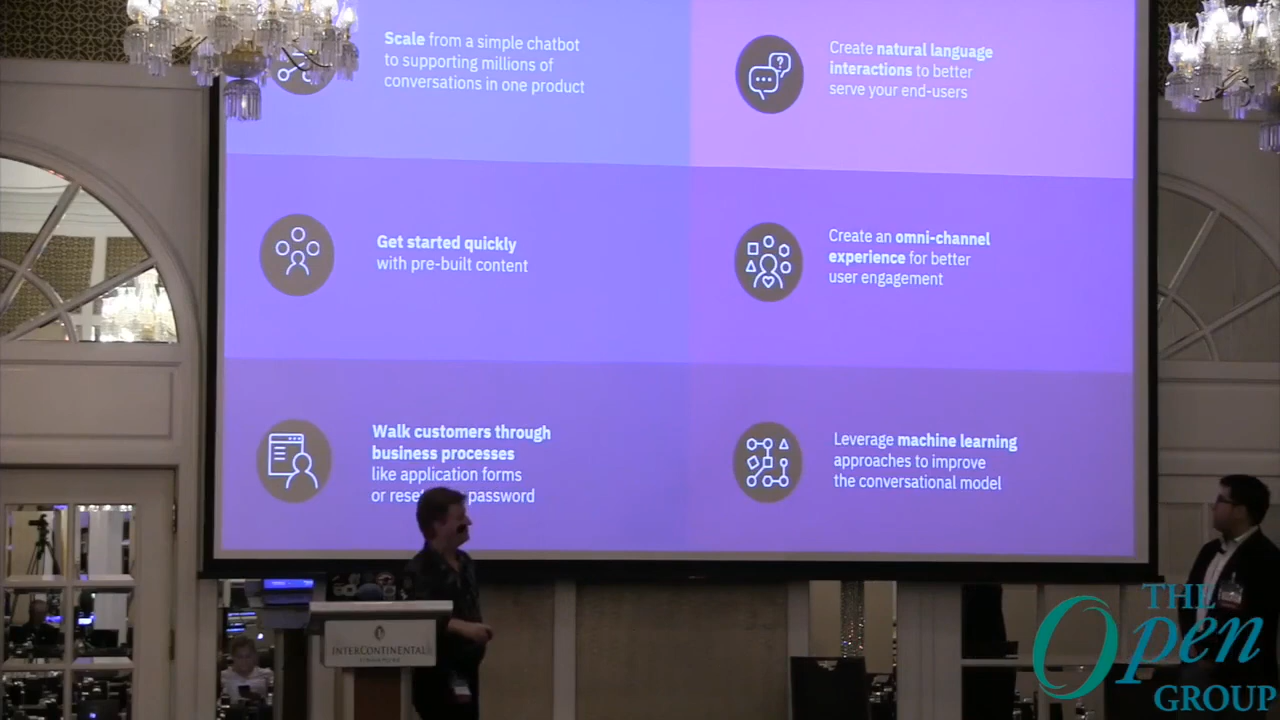 Scale from a simple chatbot
to supporting millions of
conversations in one product
Create natural language
interactions to better
serve your end-users
Get started quickly
with pre-built content
Create an omni-channel
experience for better
user engagement
Walk customers through
business processes
like application forms
or rese password
Leverage machine learning
approaches to improve
the conversational model
INTERCONTINENTAL
THE
Open
GROUP